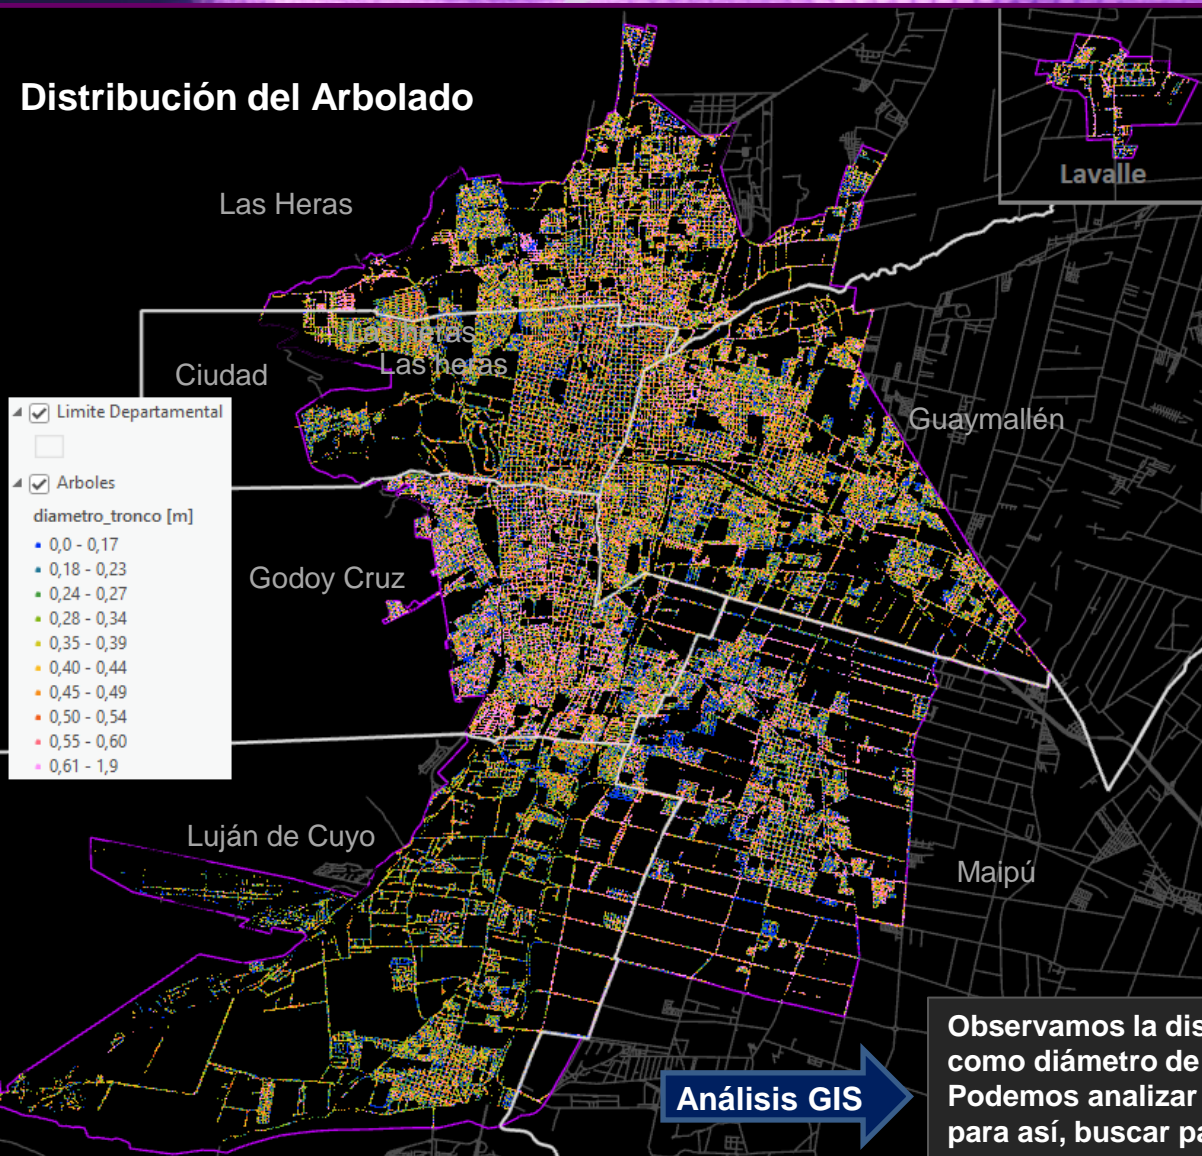 Distribución del Arbolado
Lavalle
Las Heras
Las heras
Las heras
Ciudad
Guaymallén
Limite Departamental
Arboles
diametro_tronco [m]
0,0 - 0,17
0,18 - 0,23
0,24 - 0,27
0,28 - 0,34
0,35 - 0,39
0,40 - 0,44
0,45 - 0,49
0,50 - 0,54
0,55 - 0,60
0,61 - 1,9
Godoy Cruz
Luján de Cuyo
Maipú
Análisis GIS
Observamos la dis
como diámetro de
Podemos analizar
para así, buscar pa